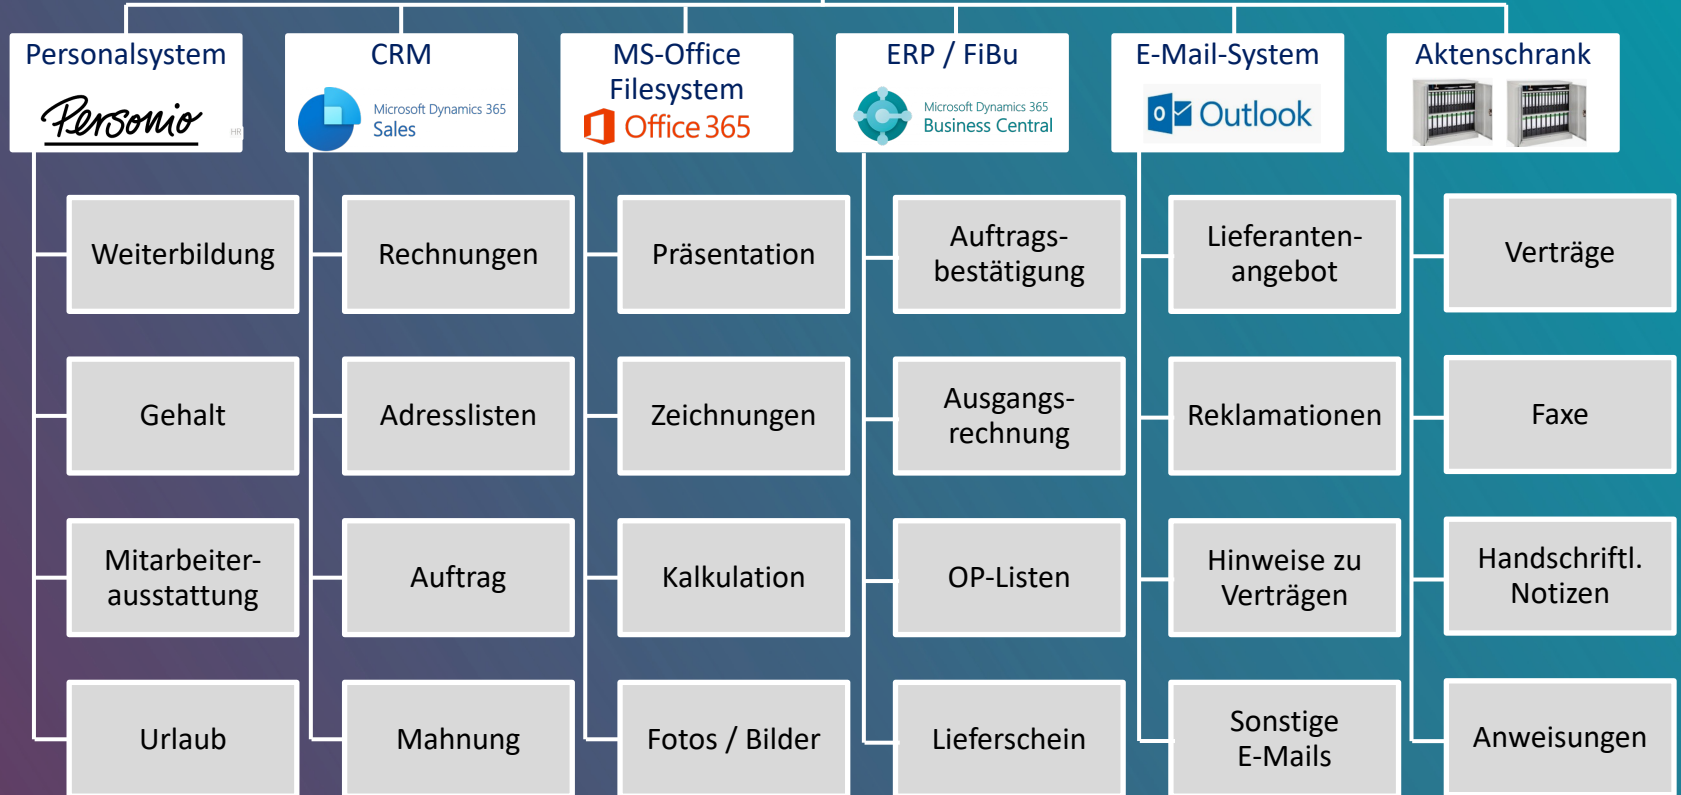 Personalsystem
Personio
HR
CRM
Microsoft Dynamics 365
Sales
MS-Office
Filesystem
Office 365
ERP / FiBu
Microsoft Dynamics 365
Business Central
E-Mail-System
Outlook
Aktenschrank
Weiterbildung
Rechnungen
Präsentation
Auftrags-
bestätigung
Lieferanten-
angebot
Verträge
Gehalt
Adresslisten
Zeichnungen
Ausgangs-
rechnung
Reklamationen
Faxe
Mitarbeiter-
ausstattung
Auftrag
Kalkulation
OP-Listen
Hinweise zu
Verträgen
Handschriftl.
Notizen
Urlaub
Mahnung
Fotos / Bilder
Lieferschein
Sonstige
E-Mails
Anweisungen